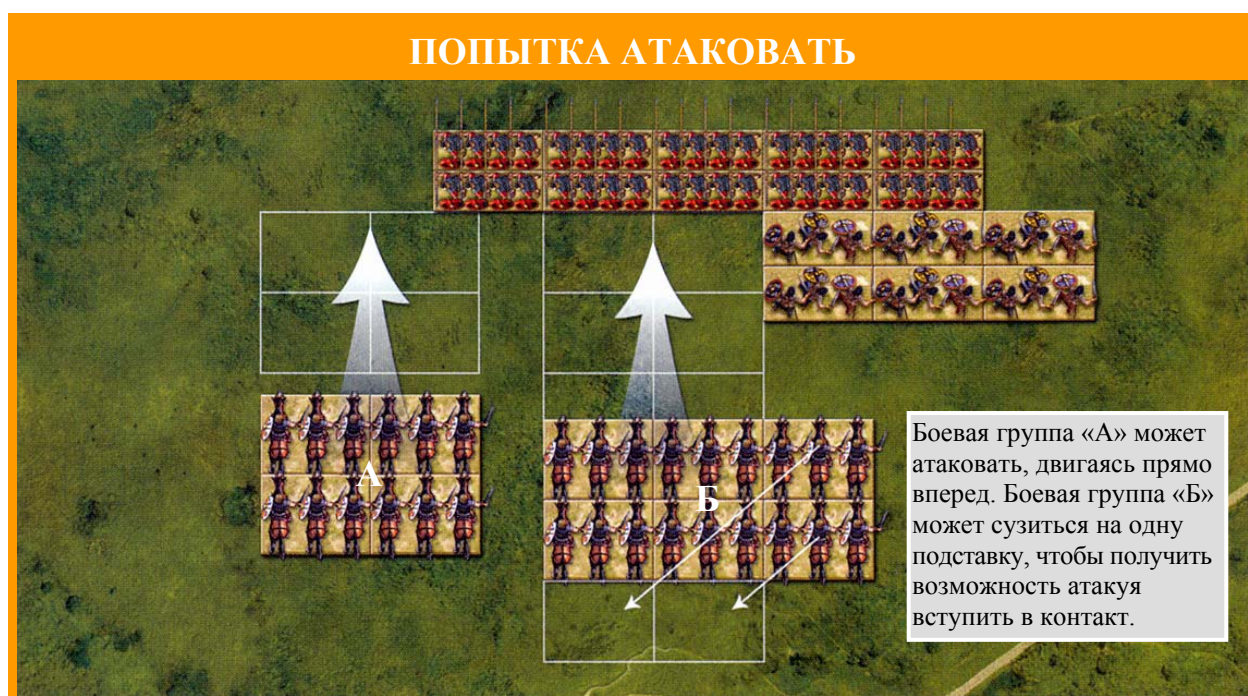 ПОПЫТКА АТАКОВАТЬ
А
Б
Боевая группа «А» может
атаковать, двигаясь прямо
вперед. Боевая группа «Б»
может сузиться на одну
подставку, чтобы получить
возможность атакуя
вступить в контакт.